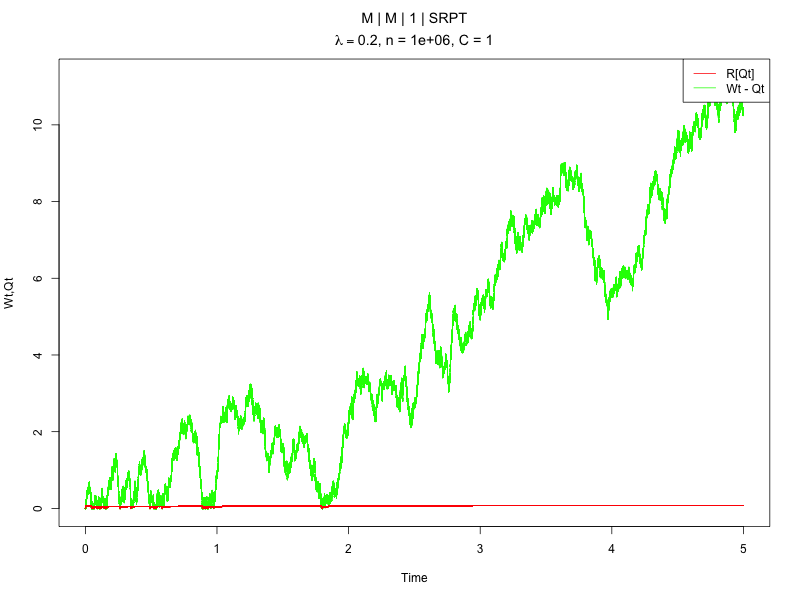 M | M | 1 | SRPT
λ = 0.2, n = 1e+06, C = 1
R[Qt]
Wt - Qt
Wt,Qt
10
8
6
4
2
0
0 1 2 3 4 5
Time